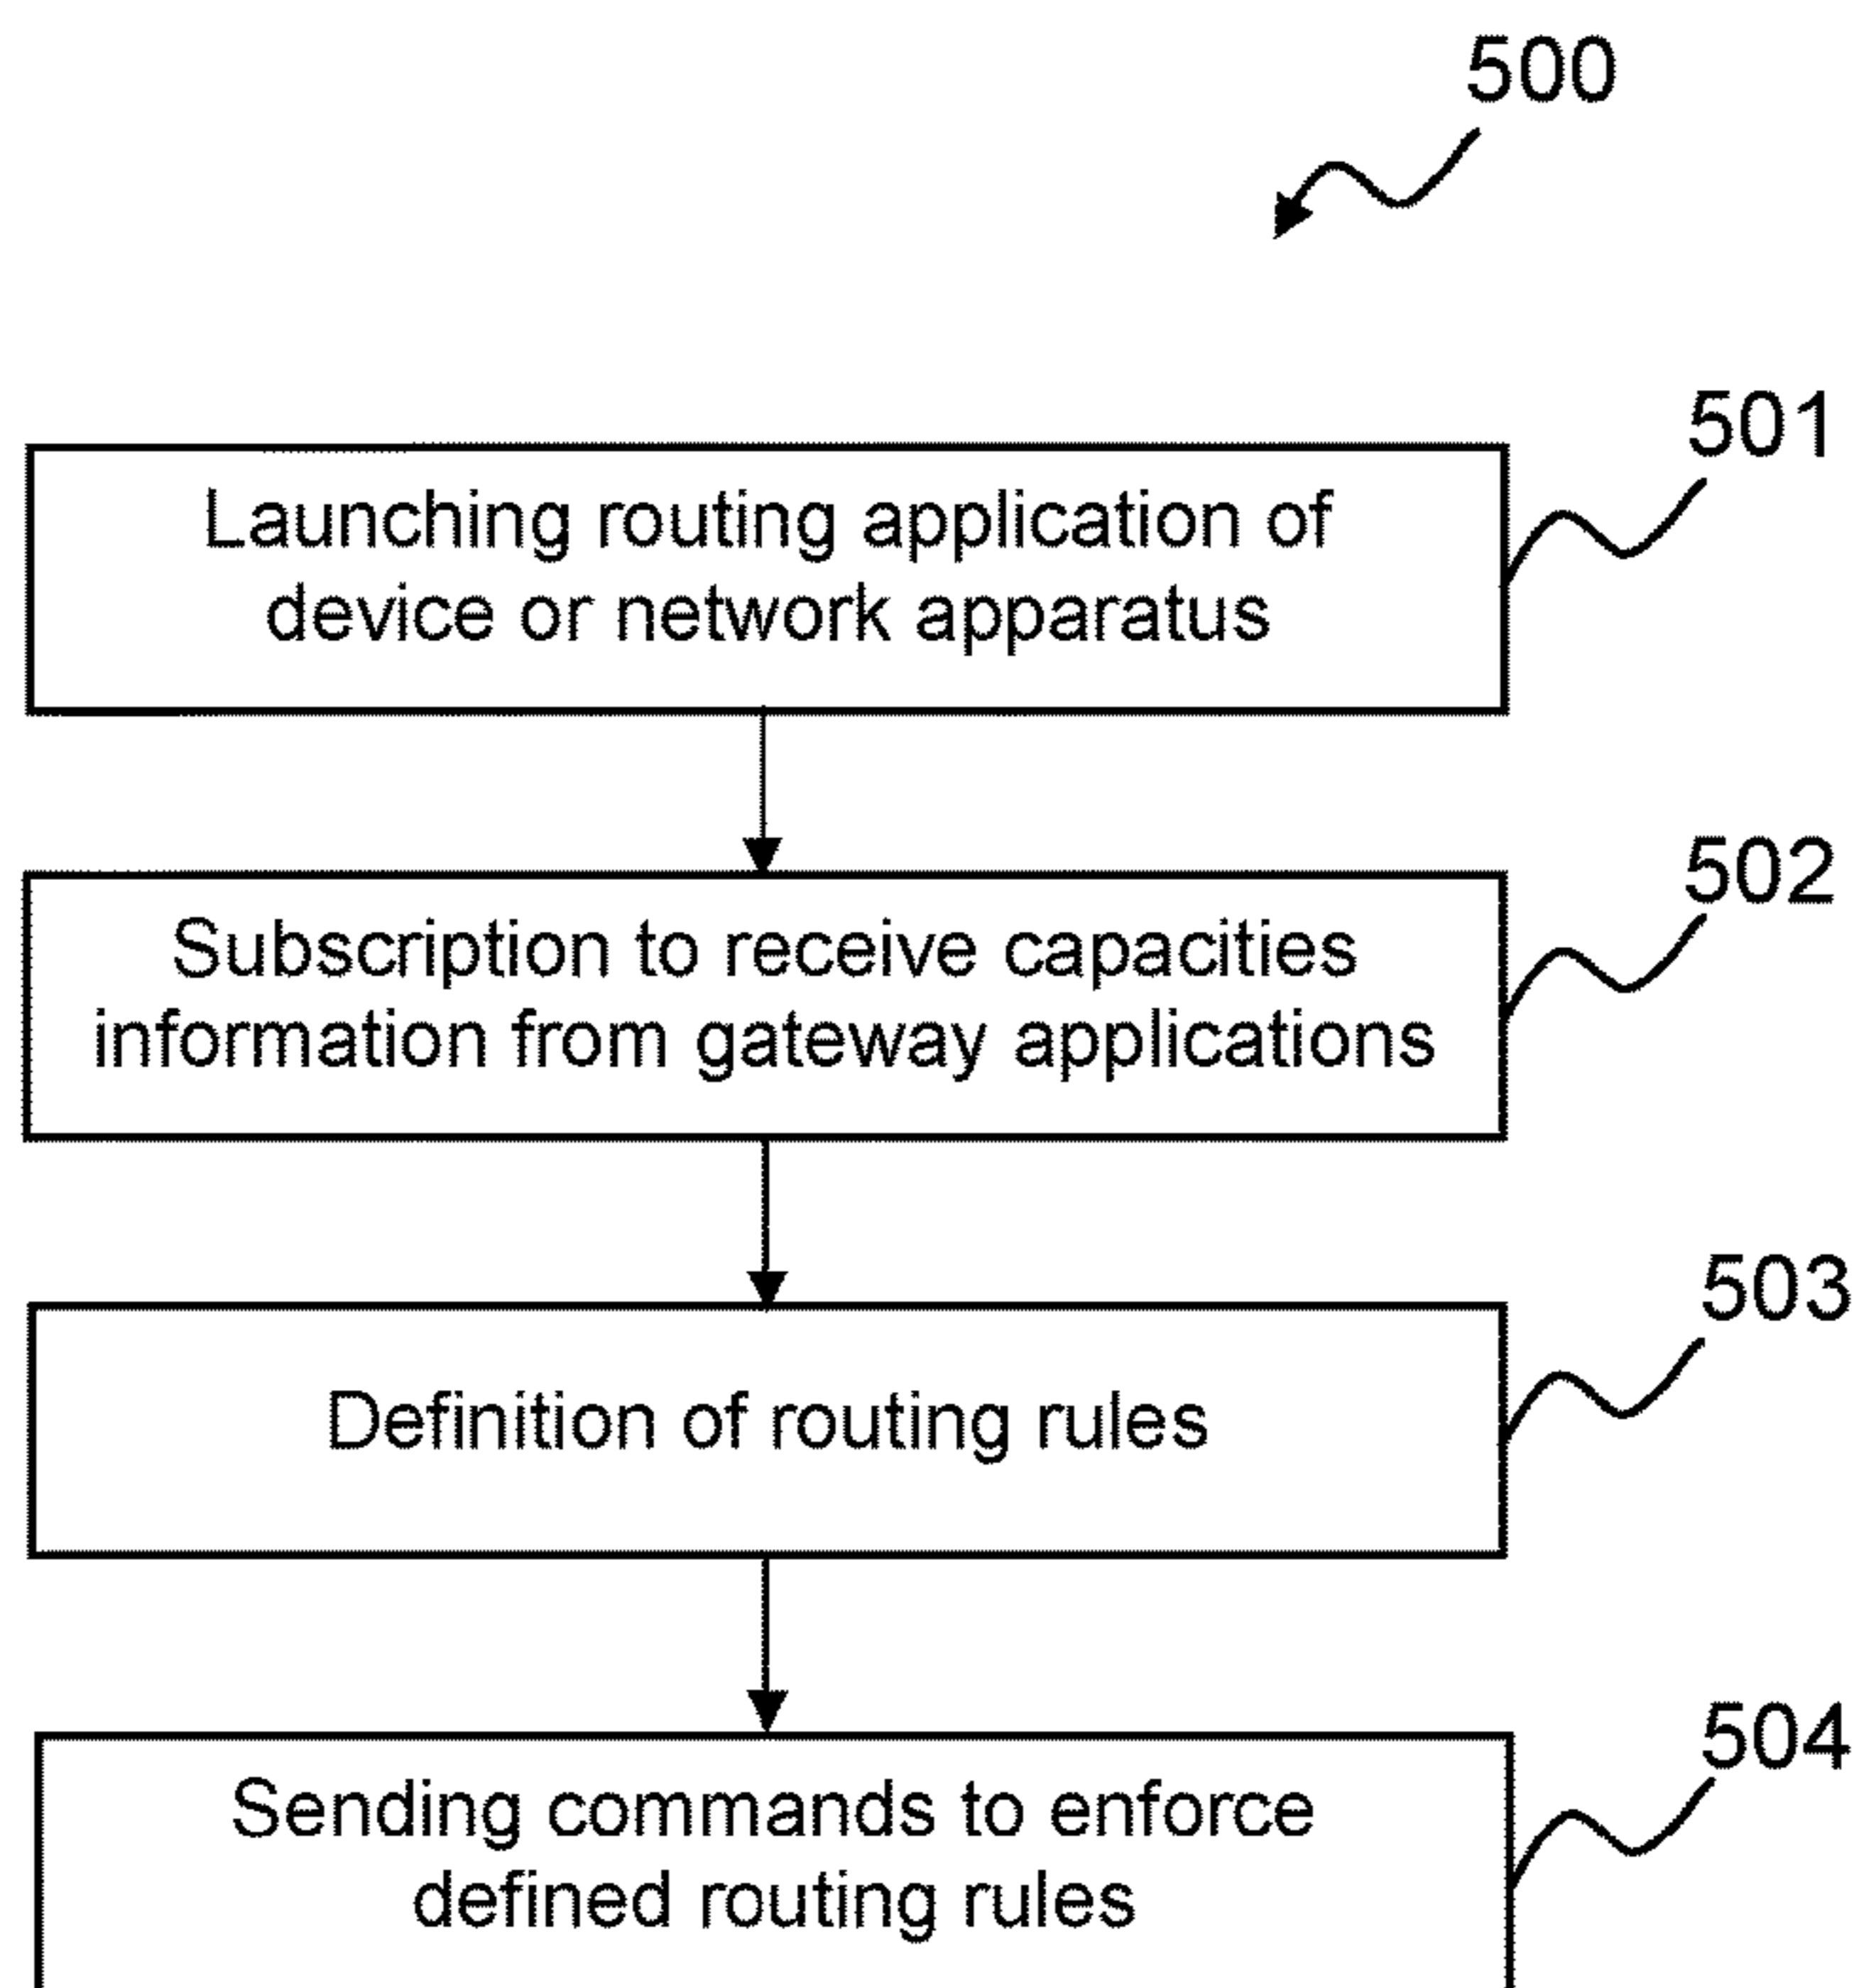 500
501
Launching routing application of
device or network apparatus
502
Subscription to receive capacities
information from gateway applications
503
Definition of routing rules
504
Sending commands to enforce
defined routing rules